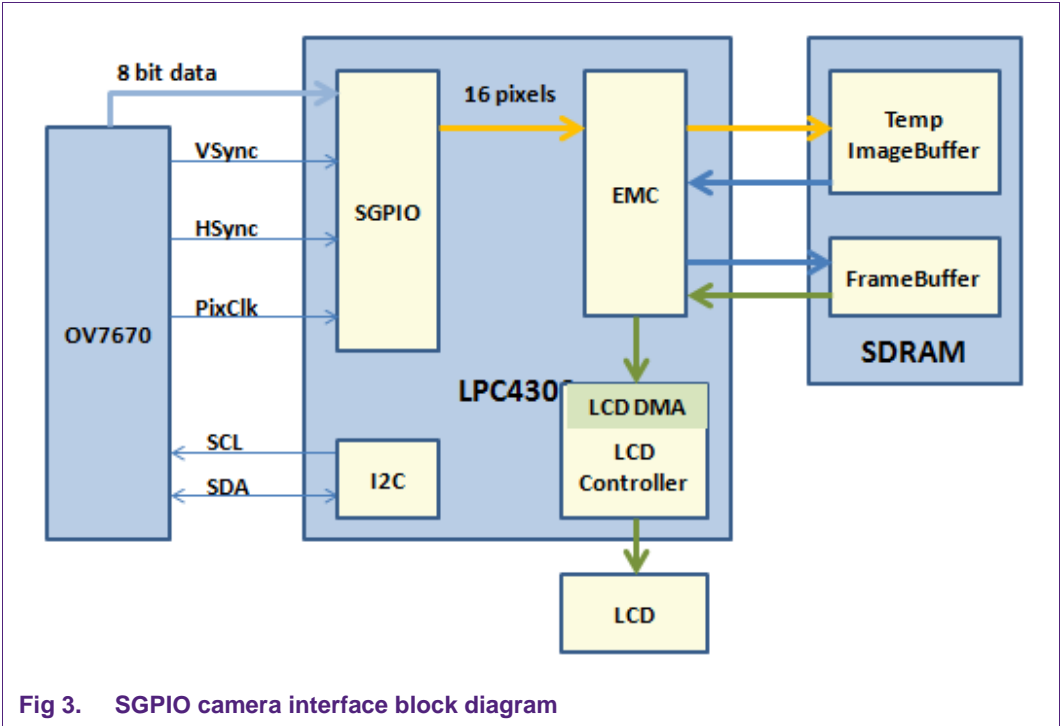 8 bit data
16 pixels
VSync
HSync
PixClk
OV7670
SCL
SDA
SGPIO
I2C
EMC
LCD DMA
LCD
Controller
LCD
Temp
ImageBuffer
FrameBuffer
SDRAM
Fig 3. SGPIO camera interface block diagram